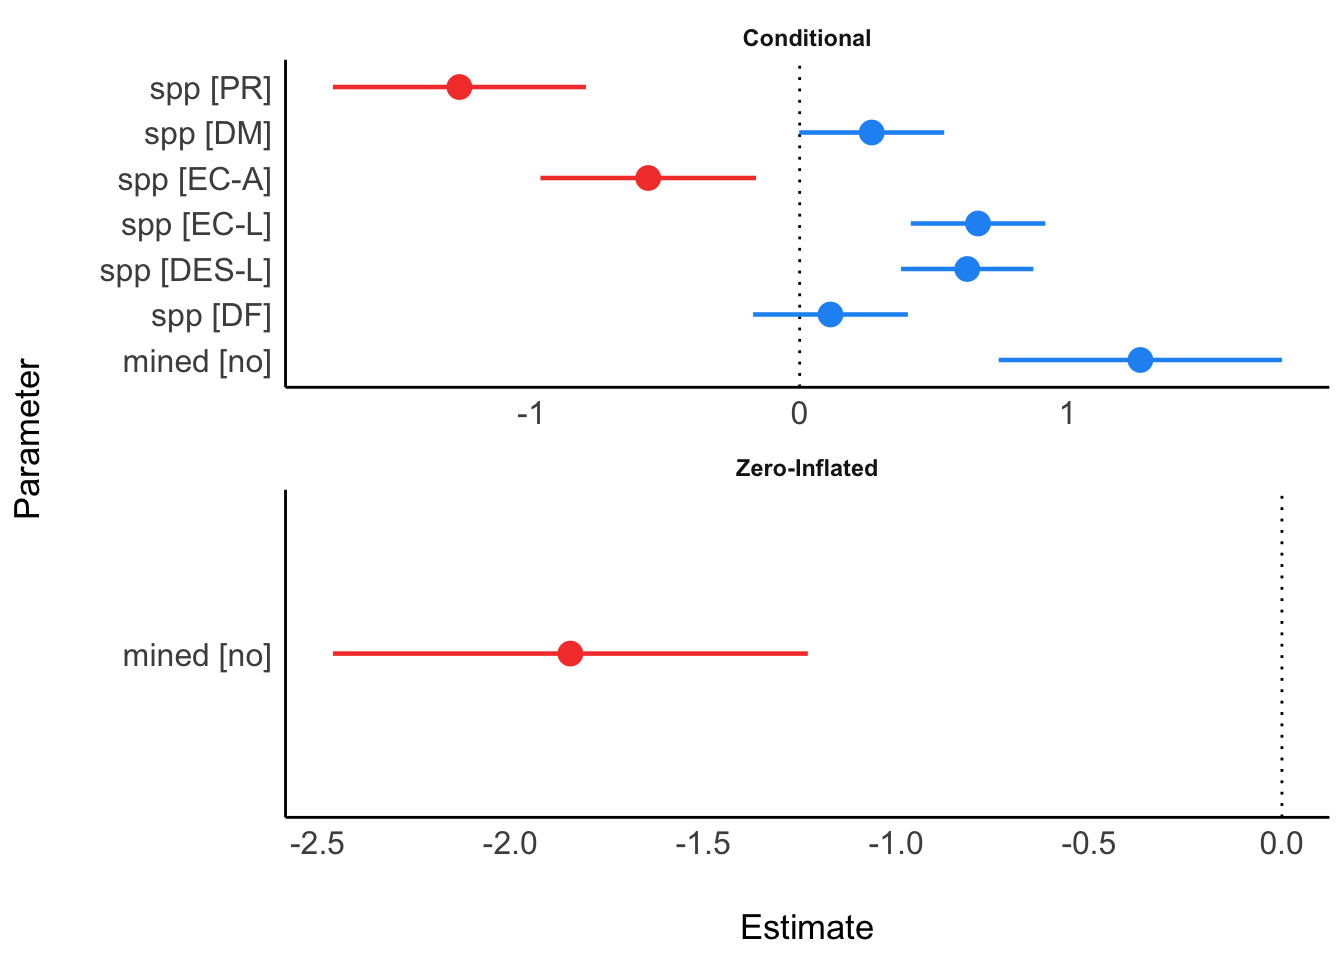 Conditional
spp [PR]
spp [DM]
spp [EC-A]
spp [EC-L]
spp [DES-L]
spp [DF]
mined [no]
-1 0 1
Parameter
Zero-Inflated
mined [no]
-2.5 -2.0 -1.5 -1.0 -0.5 0.0
Estimate